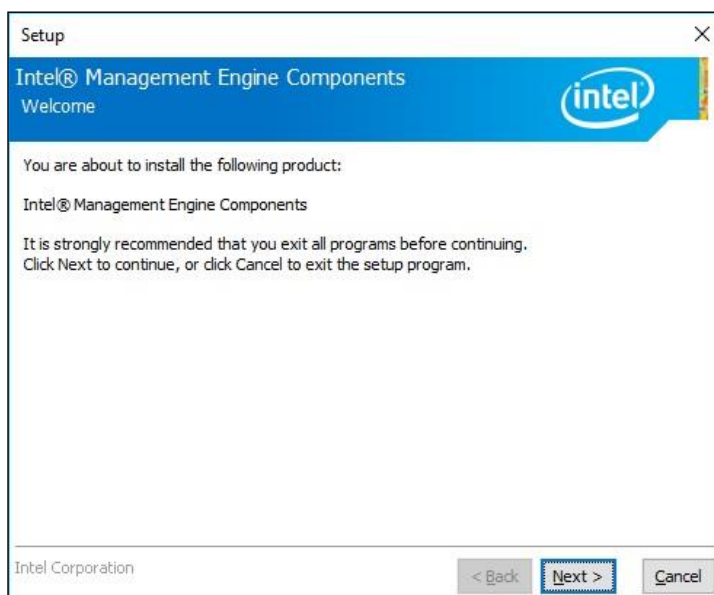 Setup
Intel® Management Engine Components
Welcome
intel
You are about to install the following product:
Intel® Management Engine Components
It is strongly recommended that you exit all programs before continuing.
Click Next to continue, or click Cancel to exit the setup program.
Intel Corporation
< Back Next > Cancel